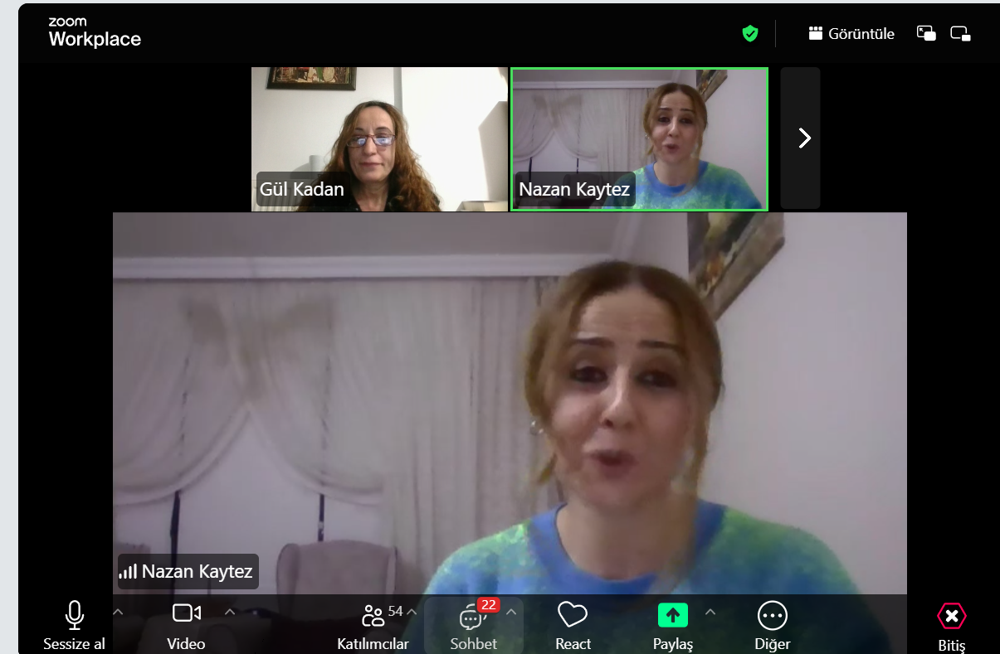 zoom
Workplace
Görüntüle
Gül Kadan
Nazan Kaytez
Nazan Kaytez
54
22
Sessize al
Video
Katılımcılar
Sohbet
React
Paylaş
Diğer
Bitiş